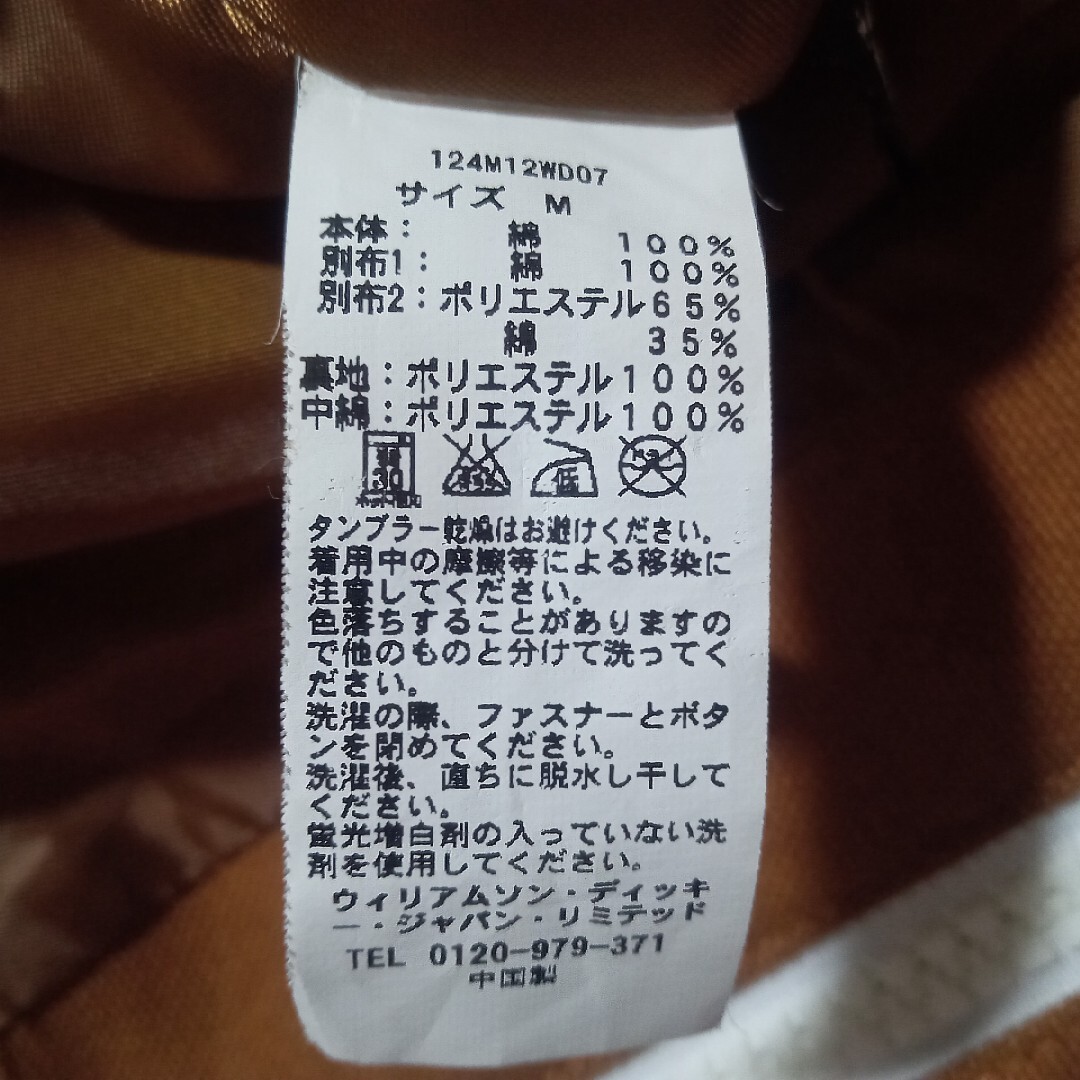 124M12WD07
サイズ M
本体： 綿 100%
別布1： 綿 100%
別布2：ポリエステル65%
綿 35%
裏地：ポリエステル100%
中綿：ポリエステル100%
30 低
タンブラー乾燥はお避けください。
着用中の摩擦等による移染に
注意してください。
色落ちすることがありますの
で他のものと分けて洗ってく
ださい。
洗濯の際、ファスナーとボタ
ンを閉めてください。
洗濯後、直ちに脱水し干して
ください。
蛍光増白剤の入っていない洗
剤を使用してください。
ウィリアムソン・ディッキ
ー・ジャパン・リミテッド
TEL 0120-979-371
中国製